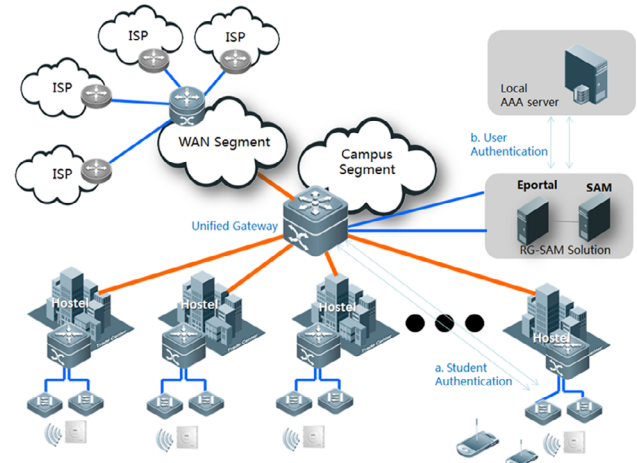 ISP
ISP
ISP
ISP
WAN Segment
Campus
Segment
Unified Gateway
Local
AAA server
b. User
Authentication
Eportal
SAM
RG-SAM Solution
Hostel
Hostel
Hostel
Hostel
a. Student
Authentication